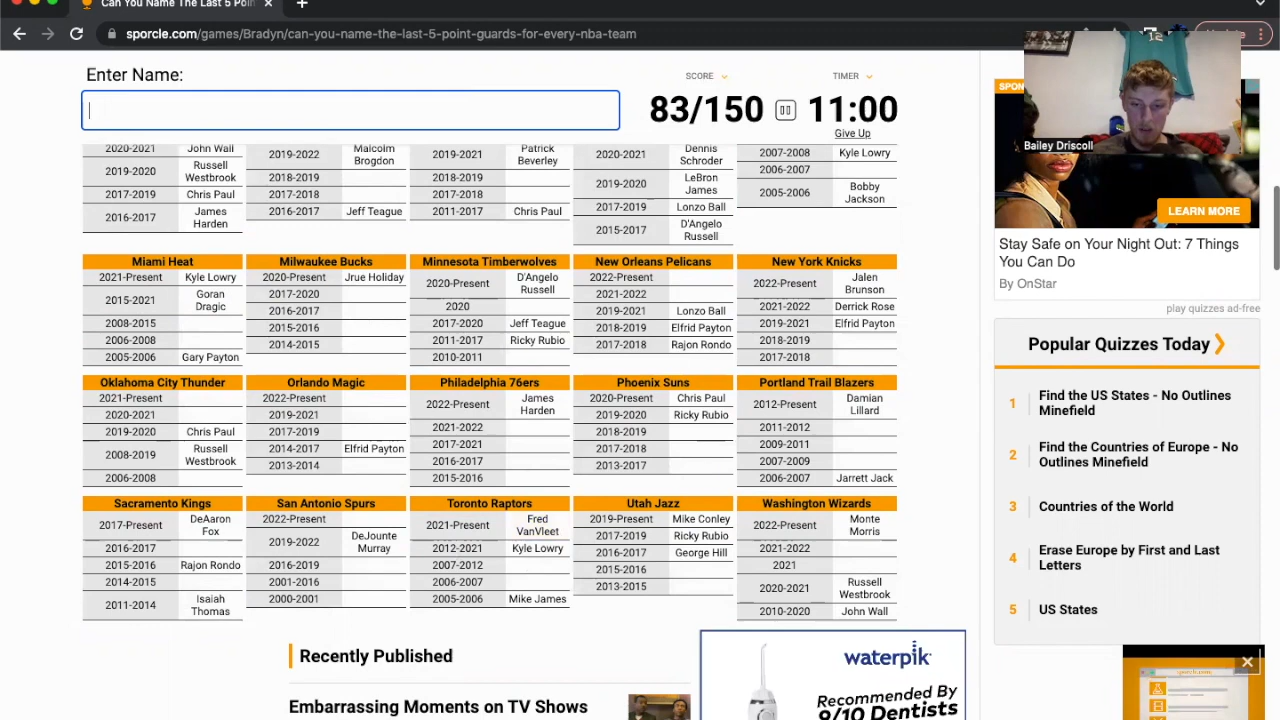 Can You Name The Last 5 Poin
sporcle.com/games/Bradyn/can-you-name-the-last-5-point-guards-for-every-nba-team
Enter Name:
SCORE
TIMER
83/150
11:00
Give Up
2020-2021 John Wall
2019-2020 Russell Westbrook
2017-2019 Chris Paul
2016-2017 James Harden
2019-2022 Malcolm Brogdon
2018-2019
2017-2018
2016-2017 Jeff Teague
2019-2021 Patrick Beverley
2018-2019
2017-2018
2011-2017 Chris Paul
2020-2021 Dennis Schroder
2019-2020 LeBron James
2017-2019 Lonzo Ball
2015-2017 D'Angelo Russell
2007-2008 Kyle Lowry
2006-2007
2005-2006 Bobby Jackson
Miami Heat
2021-Present Kyle Lowry
2015-2021 Goran Dragic
2008-2015
2006-2008
2005-2006 Gary Payton
Milwaukee Bucks
2020-Present Jrue Holiday
2017-2020
2016-2017
2015-2016
2014-2015
Minnesota Timberwolves
2020-Present D'Angelo Russell
2020
2017-2020 Jeff Teague
2011-2017 Ricky Rubio
2010-2011
New Orleans Pelicans
2022-Present
2021-2022
2019-2021 Lonzo Ball
2018-2019 Elfrid Payton
2017-2018 Rajon Rondo
New York Knicks
2022-Present Jalen Brunson
2021-2022 Derrick Rose
2019-2021 Elfrid Payton
2018-2019
2017-2018
Oklahoma City Thunder
2021-Present
2020-2021
2019-2020 Chris Paul
2008-2019 Russell Westbrook
2006-2008
Orlando Magic
2022-Present
2019-2021
2017-2019
2014-2017 Elfrid Payton
2013-2014
Philadelphia 76ers
2022-Present James Harden
2021-2022
2017-2021
2016-2017
2015-2016
Phoenix Suns
2020-Present Chris Paul
2019-2020 Ricky Rubio
2018-2019
2017-2018
2013-2017
Portland Trail Blazers
2012-Present Damian Lillard
2011-2012
2009-2011
2007-2009
2006-2007 Jarrett Jack
Sacramento Kings
2017-Present DeAaron Fox
2016-2017
2015-2016 Rajon Rondo
2014-2015
2011-2014 Isaiah Thomas
San Antonio Spurs
2022-Present
2019-2022 DeJounte Murray
2016-2019
2001-2016
2000-2001
Toronto Raptors
2021-Present Fred VanVleet
2012-2021 Kyle Lowry
2007-2012
2006-2007
2005-2006 Mike James
Utah Jazz
2019-Present Mike Conley
2017-2019 Ricky Rubio
2016-2017 George Hill
2015-2016
2013-2015
Washington Wizards
2022-Present Monte Morris
2021-2022
2021
2020-2021 Russell Westbrook
2010-2020 John Wall
Recently Published
Embarrassing Moments on TV Shows
waterpik
Recommended By
9/10 Dentists
Bailey Driscoll
LEARN MORE
Stay Safe on Your Night Out: 7 Things
You Can Do
By OnStar
play quizzes ad-free
Popular Quizzes Today
1 Find the US States - No Outlines
Minefield
2 Find the Countries of Europe - No
Outlines Minefield
3 Countries of the World
4 Erase Europe by First and Last
Letters
5 US States